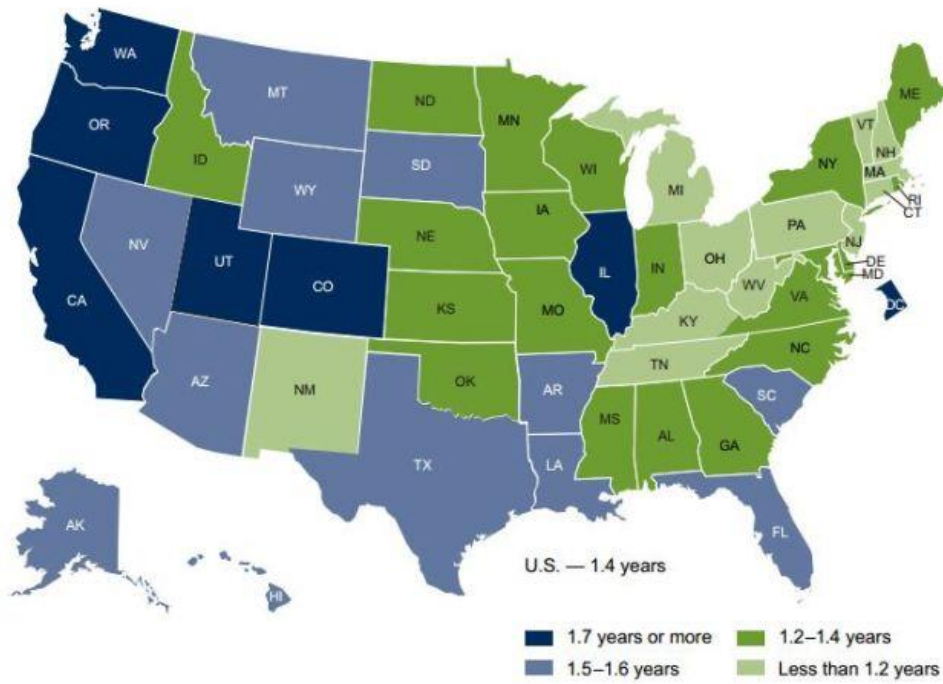 WA
ME
MT
ND
MN
VT
OR
NH
ID
WI
NY
MA
SD
WY
MI
RI
CT
IA
PA
NE
NJ
NV
OH
DE
UT
IL
IN
MD
CO
WV
DC
CA
VA
KS
MO
KY
NC
TN
OK
AZ
NM
AR
SC
MS
AL
GA
TX
LA
AK
FL
HI
U.S. — 1.4 years
1.7 years or more
1.2–1.4 years
1.5–1.6 years
Less than 1.2 years